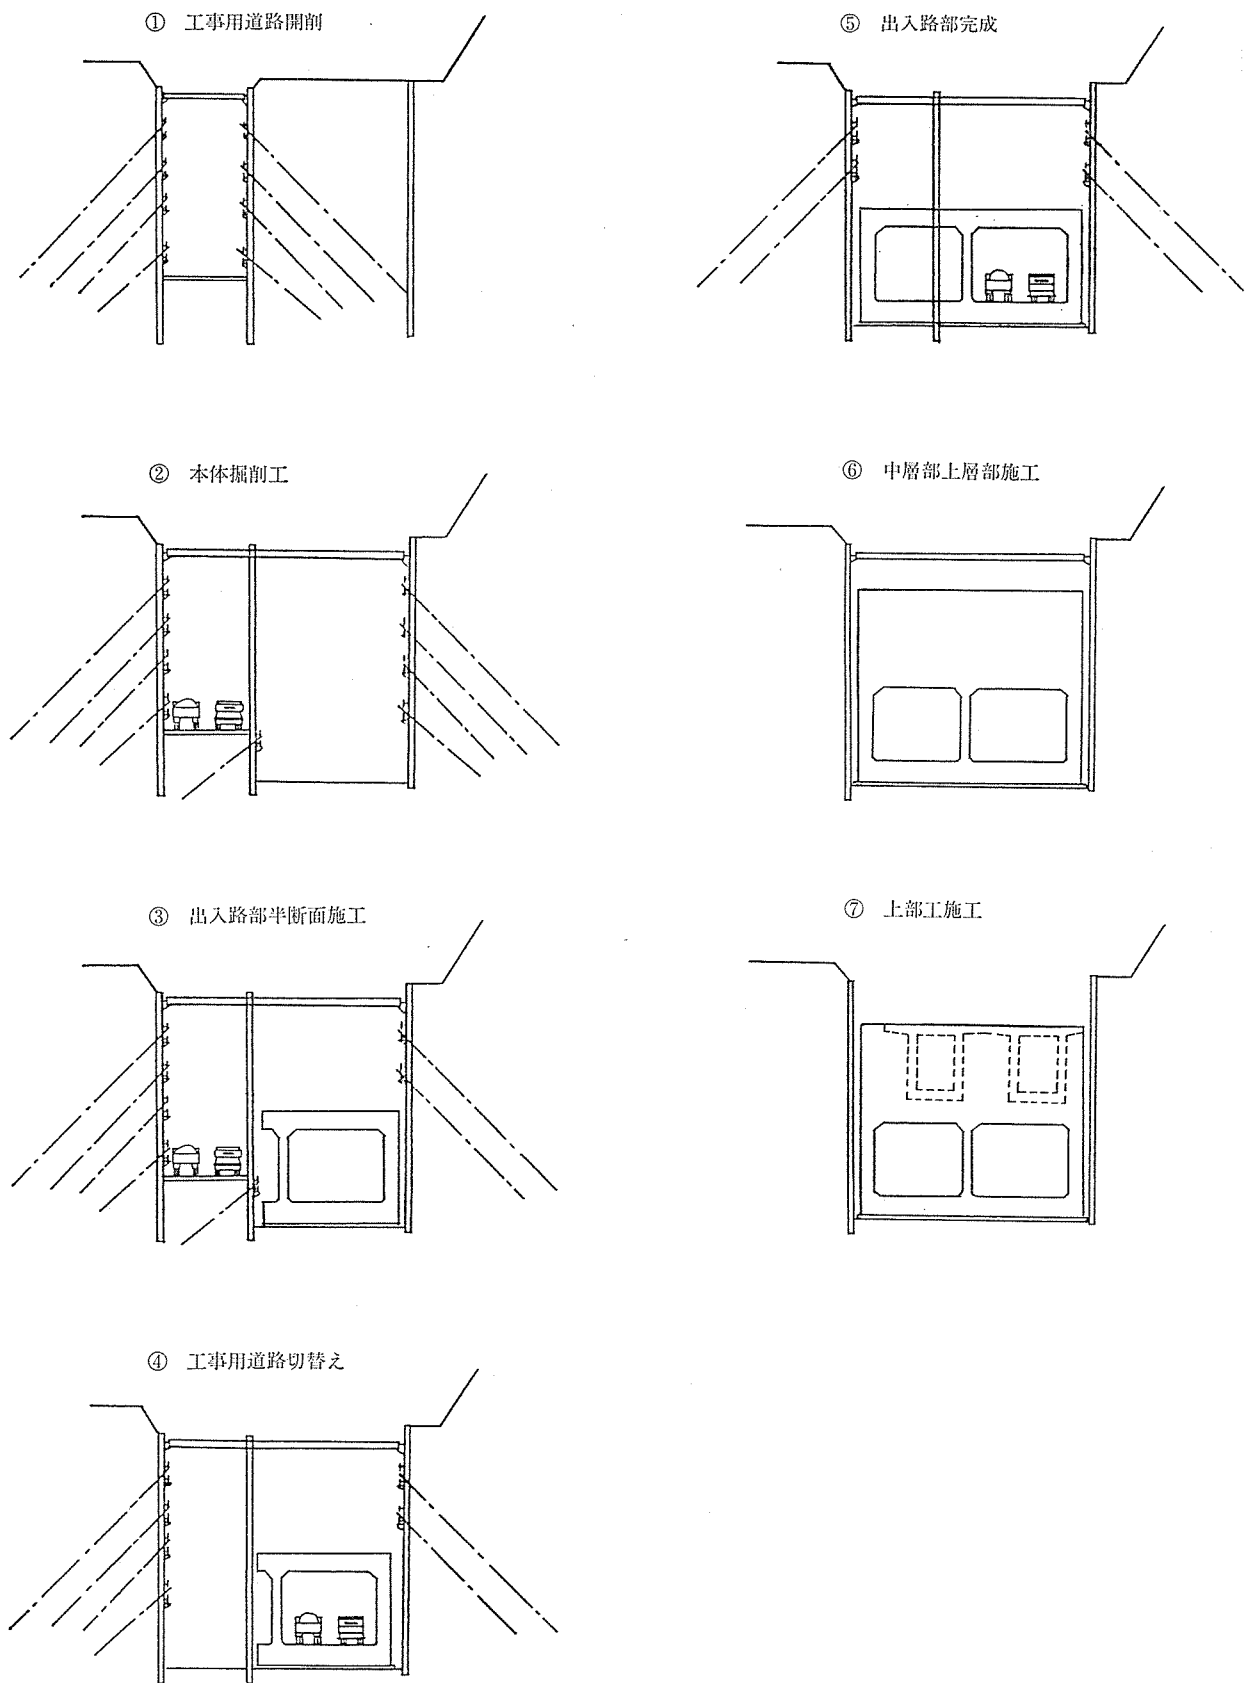 ① 工事用道路開削
② 本体掘削工
③ 出入路部半断面施工
④ 工事用道路切替え
⑤ 出入路部完成
⑥ 中層部上層部施工
⑦ 上部工施工